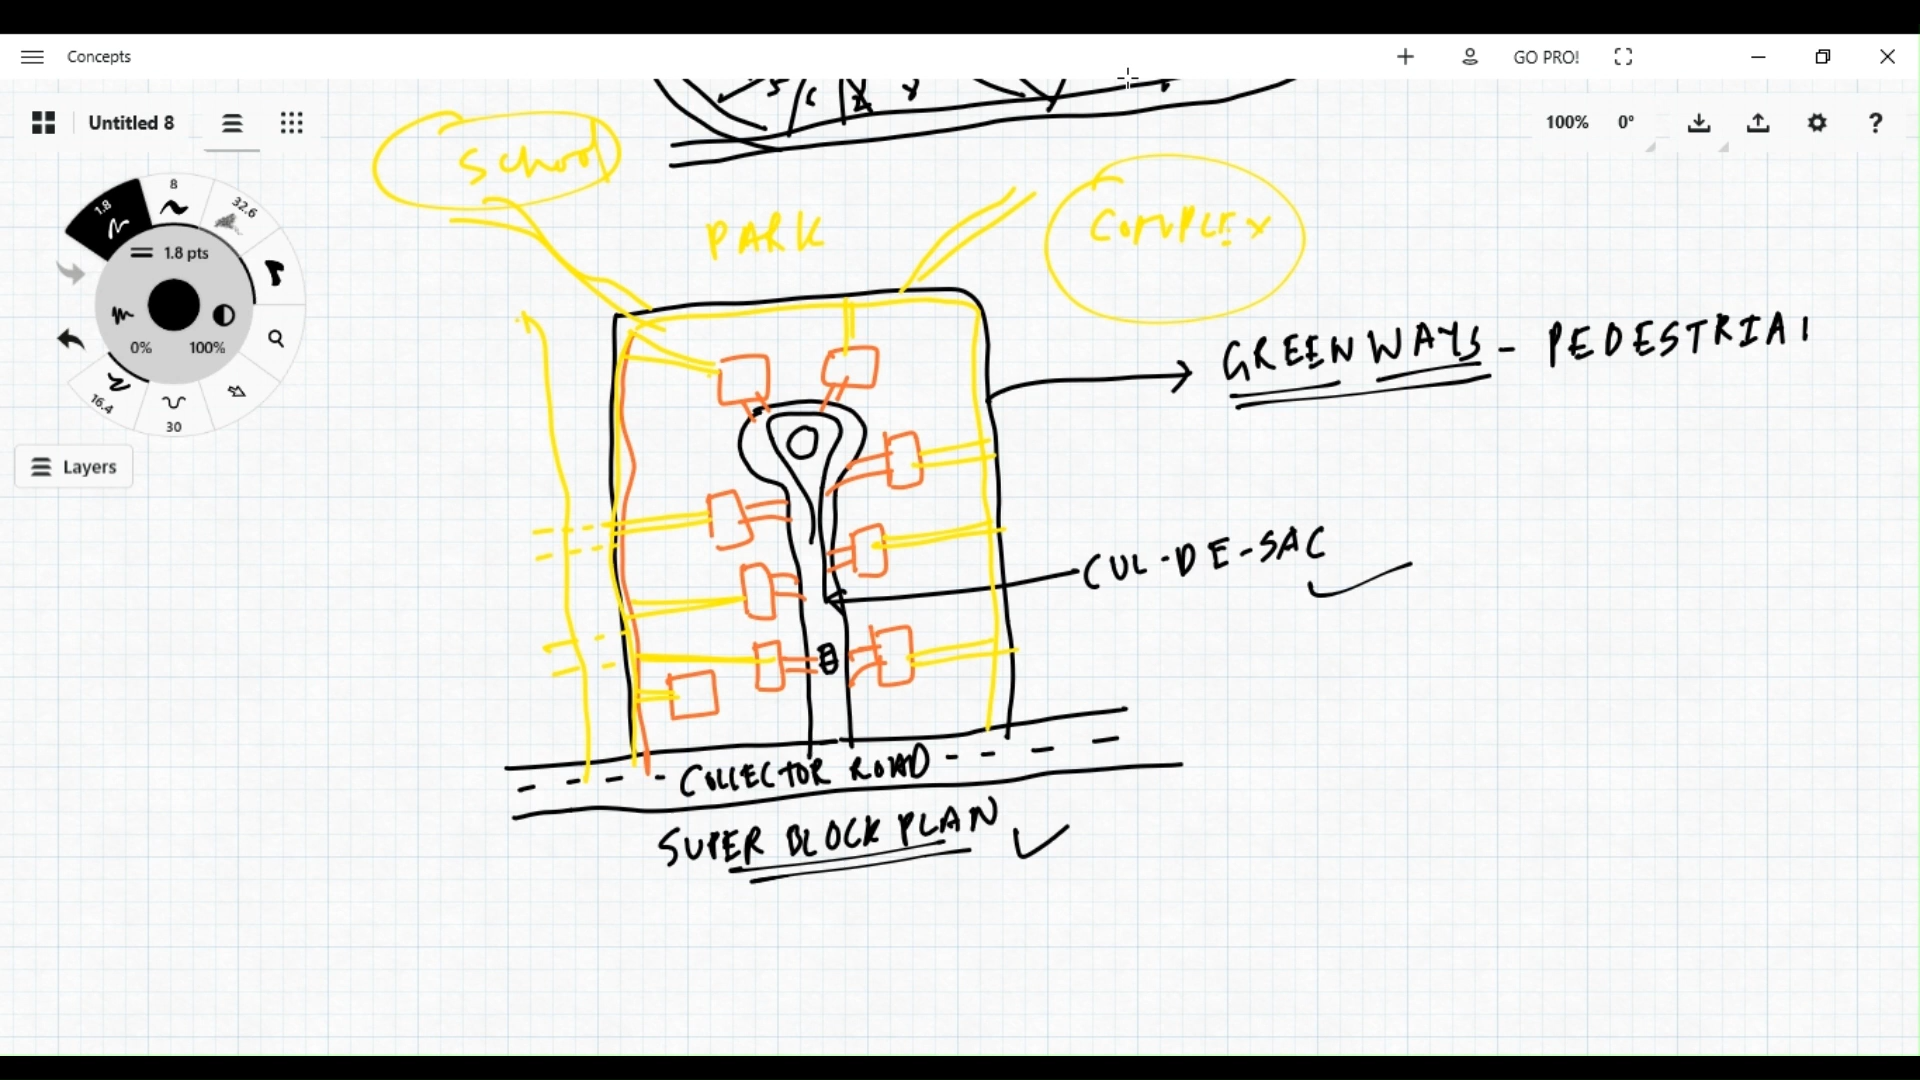 Concepts
GO PRO!
Untitled 8
100% 0°
8
1.8
32.6
1.8 pts
0% 100%
16.4
30
Layers
School
PARK
COMPLEX
GREENWAYS - PEDESTRIAL
CUL-DE-SAC
COLLECTOR ROAD
SUPER BLOCK PLAN